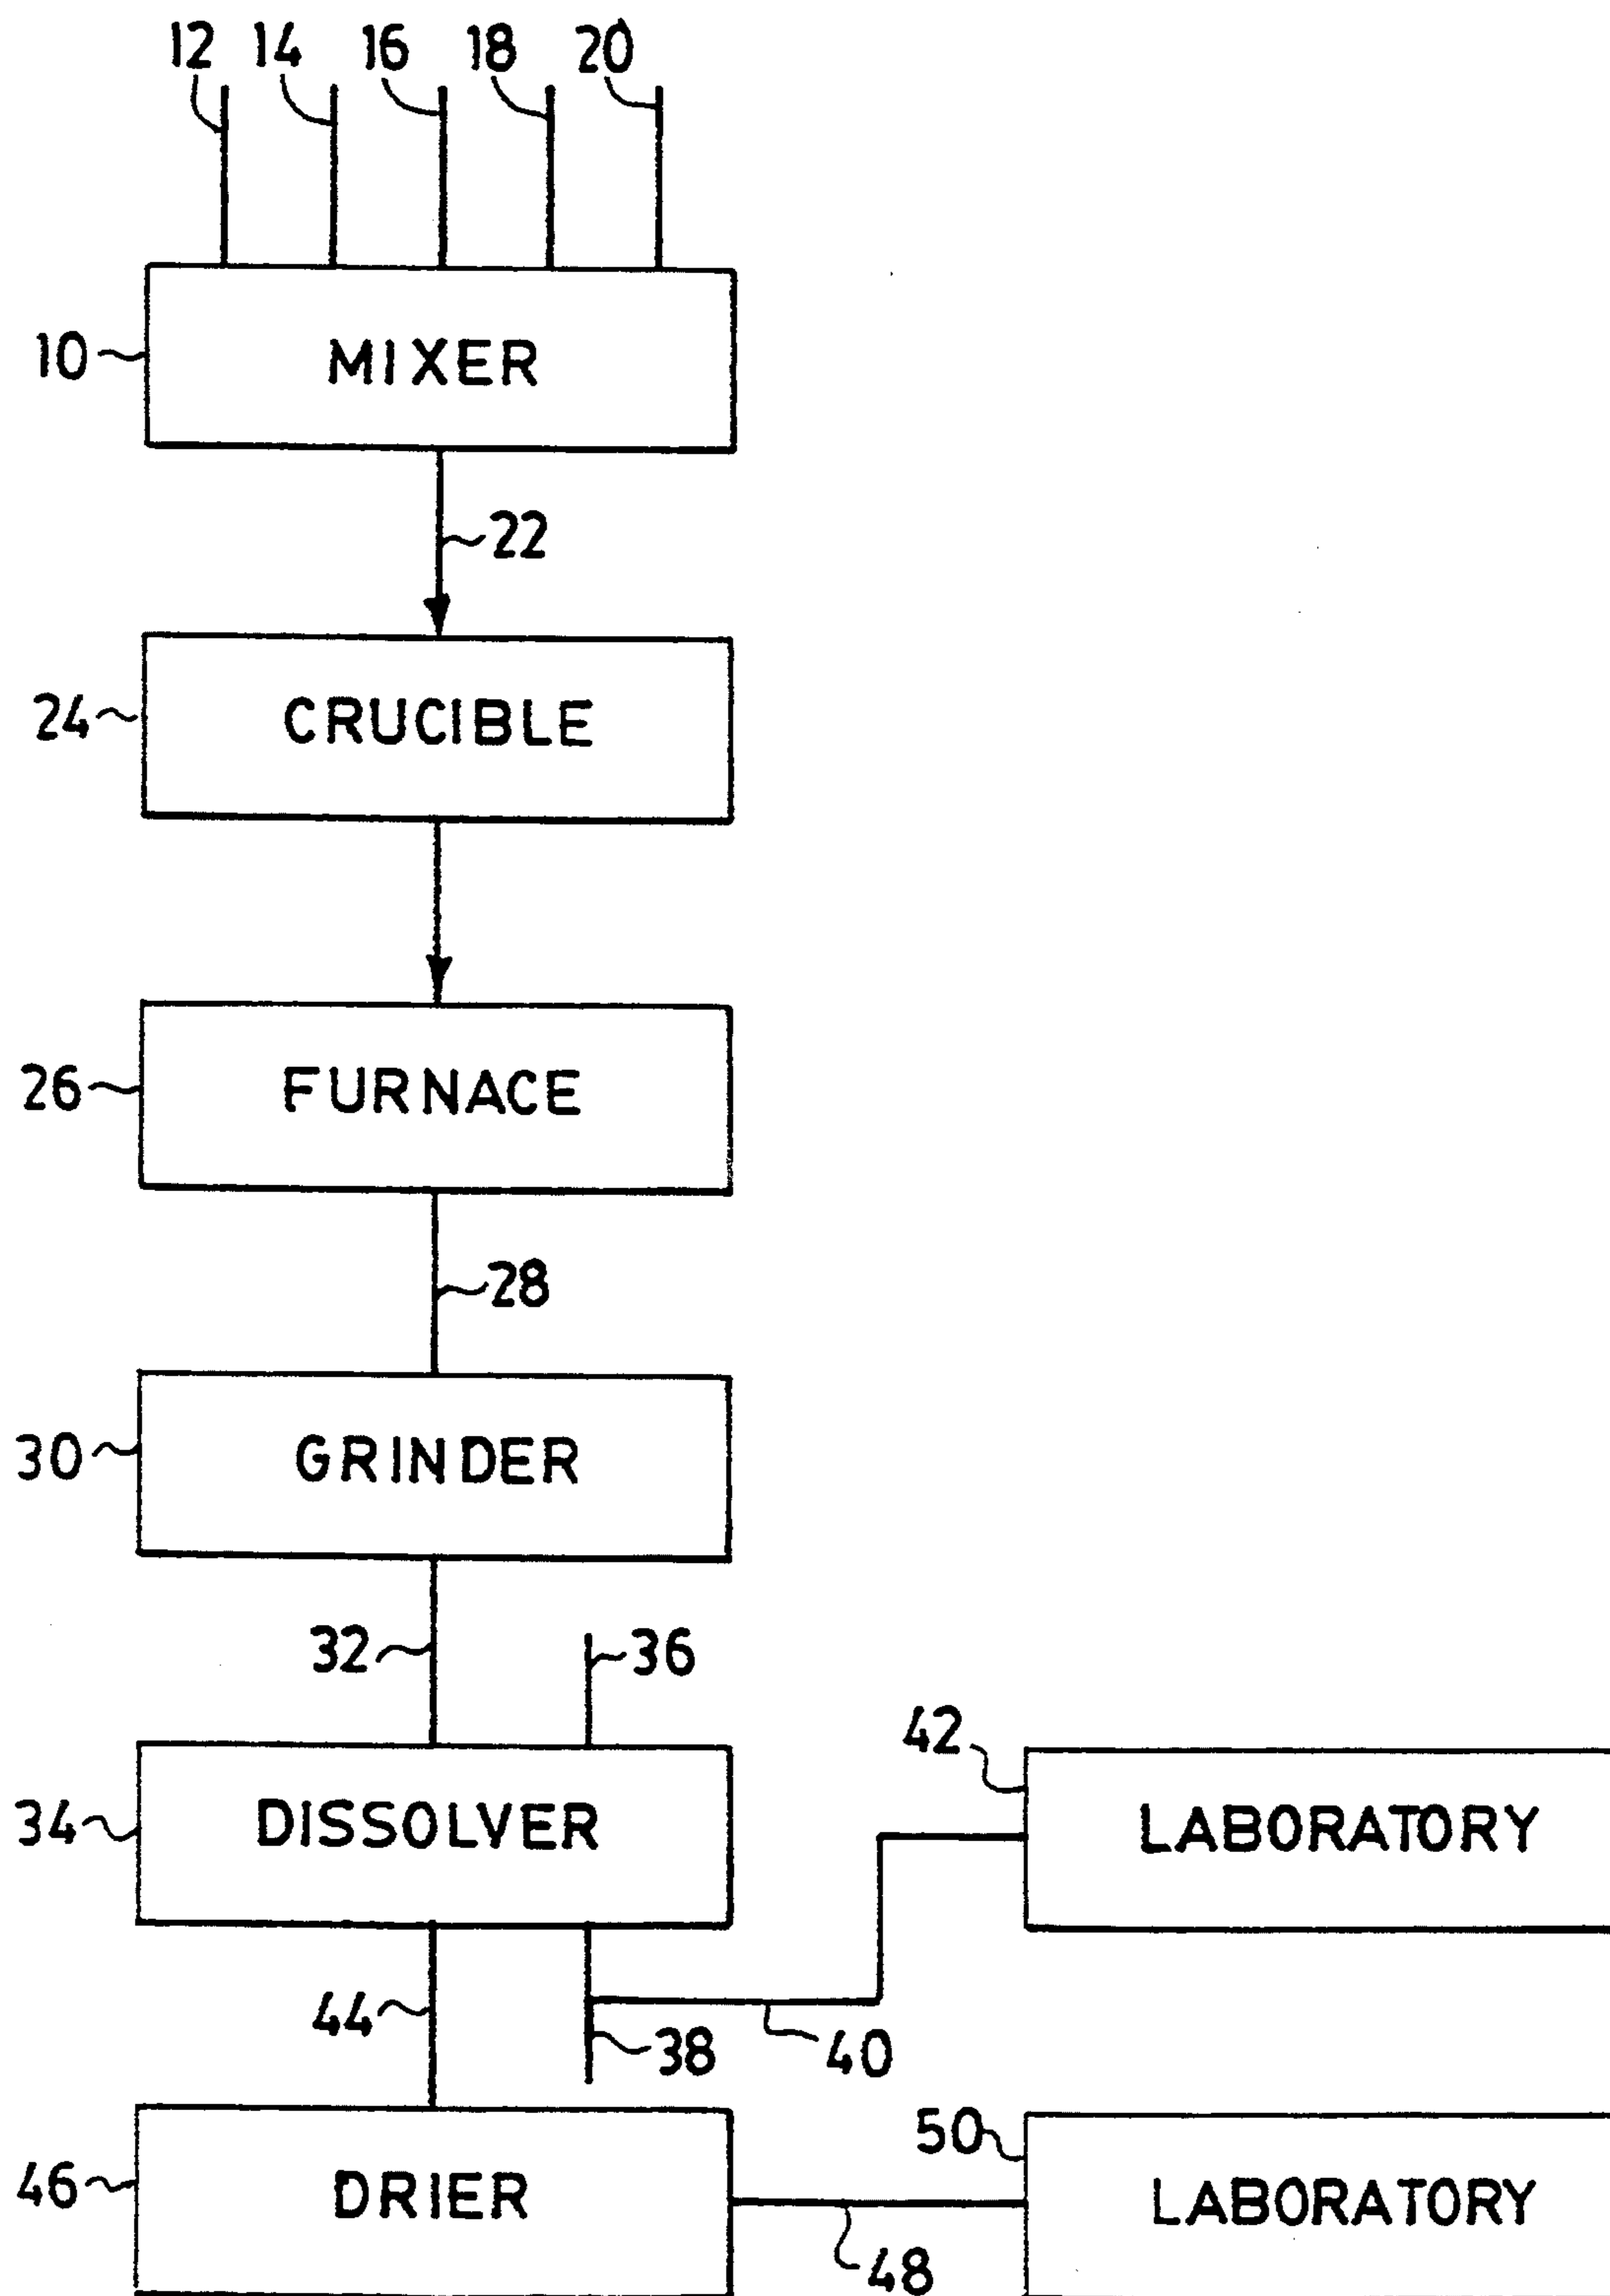 12 14 16 18 20
10 MIXER
22
24 CRUCIBLE
26 FURNACE
28
30 GRINDER
32 36
42
34 DISSOLVER LABORATORY
44 38 40
50
46 DRIER LABORATORY
48